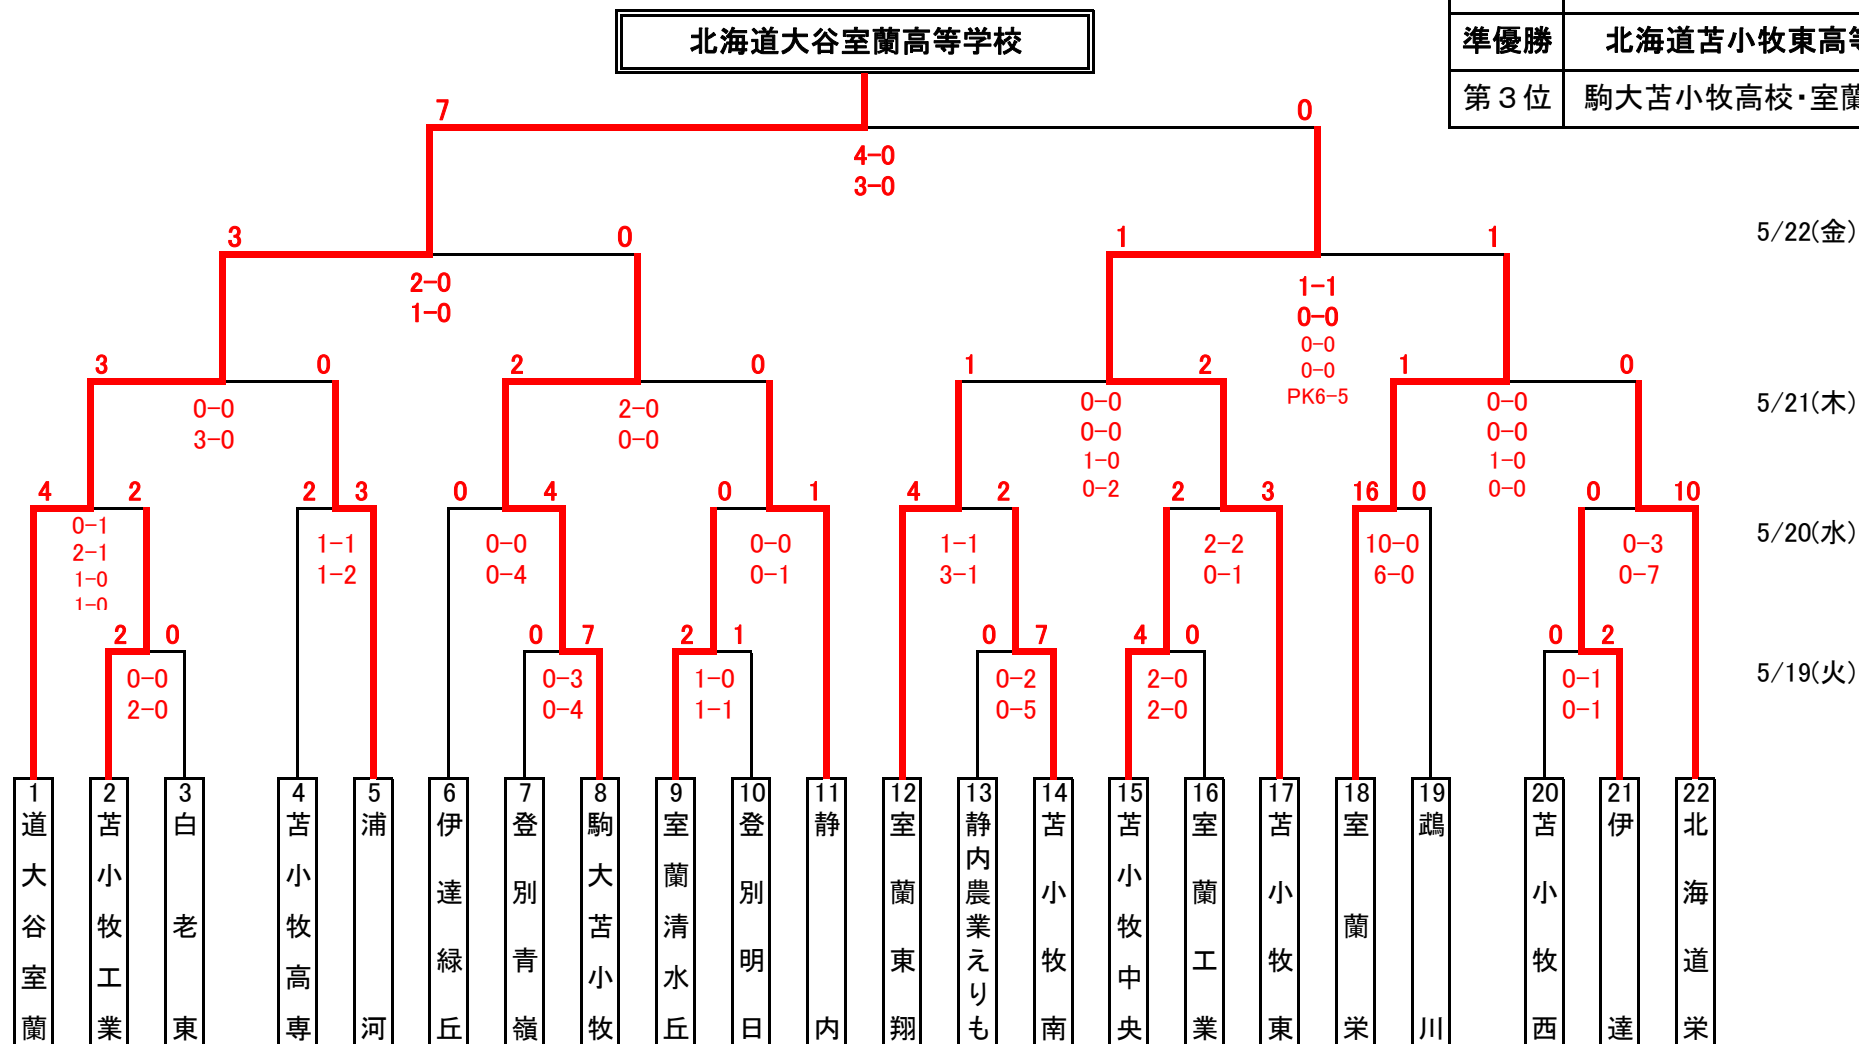 北海道大谷室蘭高等学校
準優勝 北海道苫小牧東高等
第３位 駒大苫小牧高校・室蘭
7 0
4-0
3-0
5/22(金)
3 0 1 1
2-0
1-0
1-1
0-0
0-0
0-0
PK6-5
5/21(木)
3 0 2 0 1 2 1 0
0-0
3-0
2-0
0-0
0-0
0-0
1-0
0-2
0-0
0-0
1-0
0-0
5/20(水)
4 2 2 3 0 4 0 1 4 2 2 3 16 0 0 10
0-1
2-1
1-0
1-0
1-1
1-2
0-0
0-4
0-0
0-1
1-1
3-1
2-2
0-1
10-0
6-0
0-3
0-7
5/19(火)
2 0 0 7 2 1 0 7 4 0 0 2
0-0
2-0
0-3
0-4
1-0
1-1
0-2
0-5
2-0
2-0
0-1
0-1
1 道大谷室蘭
2 苫小牧工業
3 白老東
4 苫小牧高専
5 浦河
6 伊達緑丘
7 登別青嶺
8 駒大苫小牧
9 室蘭清水丘
10 登別明日
11 静内
12 室蘭東翔
13 静内農業えりも
14 苫小牧南
15 苫小牧中央
16 室蘭工業
17 苫小牧東
18 室蘭栄
19 鵡川
20 苫小牧西
21 伊達
22 北海道栄